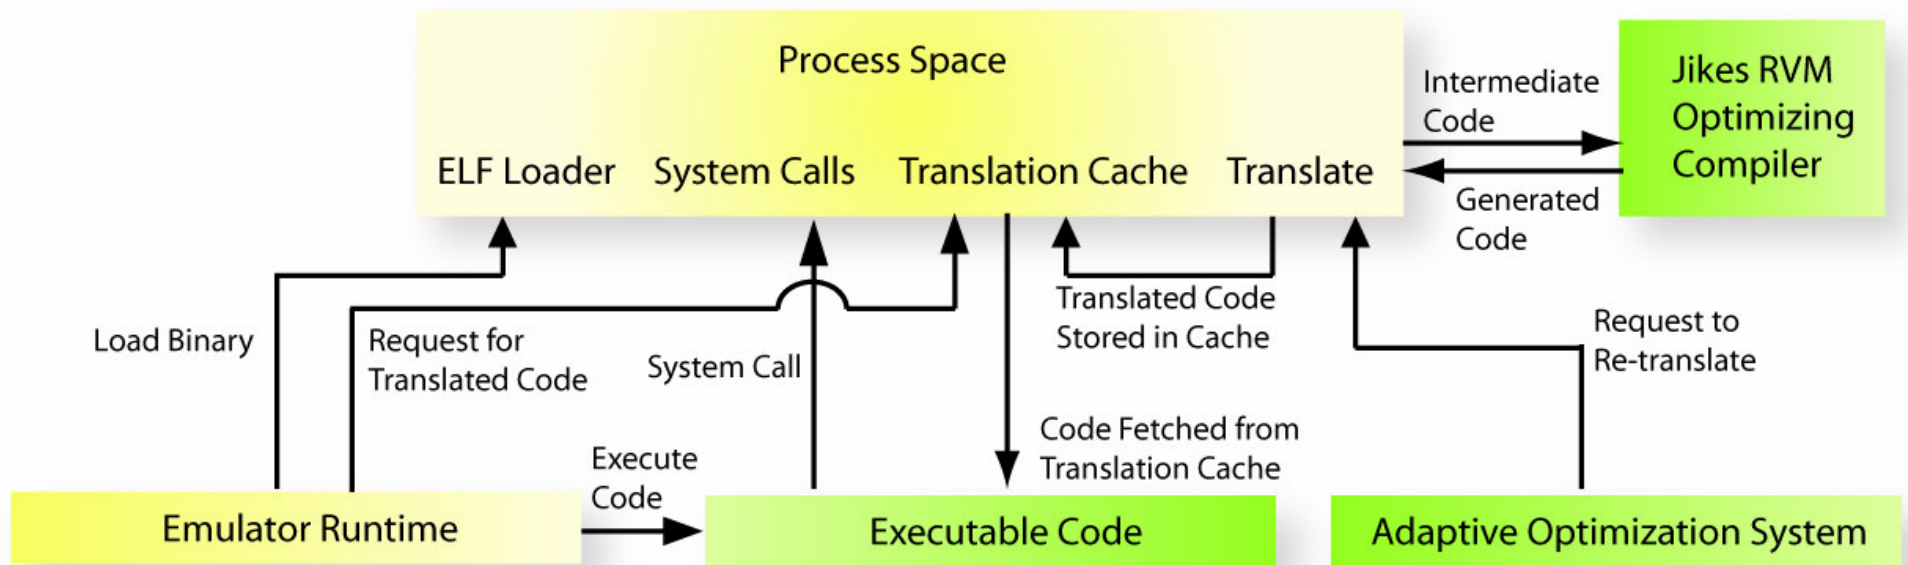 Process Space
ELF Loader System Calls Translation Cache Translate
Intermediate
Code
Generated
Code
Jikes RVM
Optimizing
Compiler
Load Binary
Request for
Translated Code
System Call
Translated Code
Stored in Cache
Request to
Re-translate
Execute
Code
Code Fetched from
Translation Cache
Emulator Runtime
Executable Code
Adaptive Optimization System